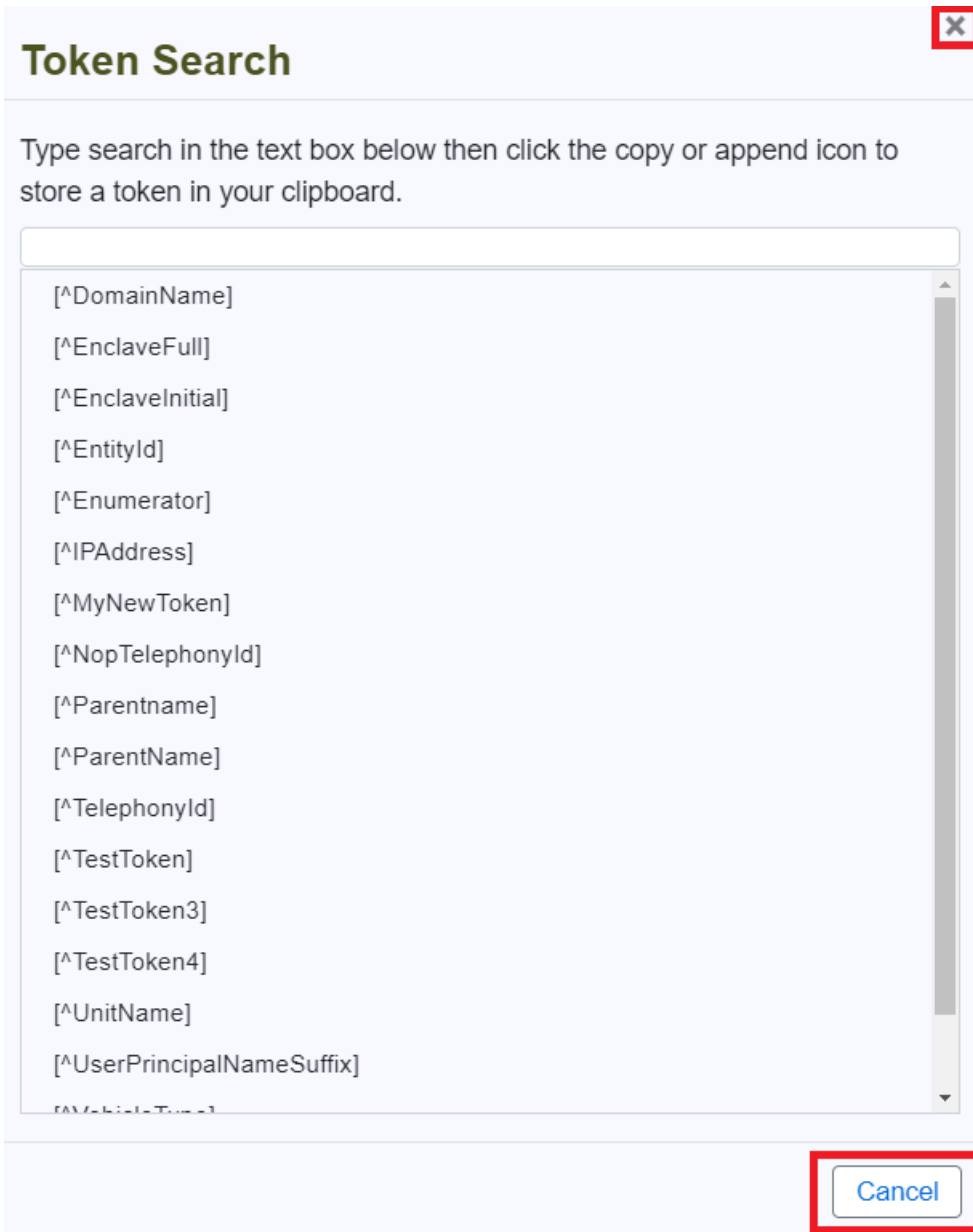 Token Search
Type search in the text box below then click the copy or append icon to
store a token in your clipboard.
[^DomainName]
[^EnclaveFull]
[^EnclaveInitial]
[^EntityId]
[^Enumerator]
[^IPAddress]
[^MyNewToken]
[^NopTelephonyId]
[^Parentname]
[^ParentName]
[^TelephonyId]
[^TestToken]
[^TestToken3]
[^TestToken4]
[^UnitName]
[^UserPrincipalNameSuffix]
[^VehicleType]
Cancel